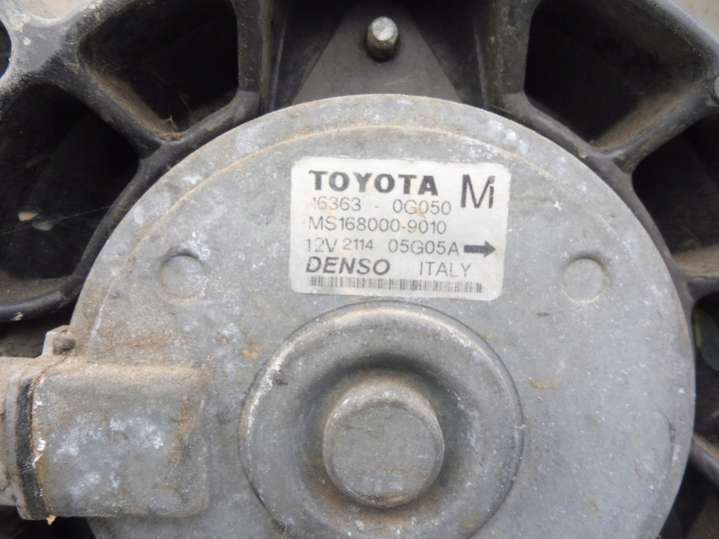 TOYOTA M
16363 - 0G050
MS168000-9010
12V 2114 05G05A →
DENSO ITALY